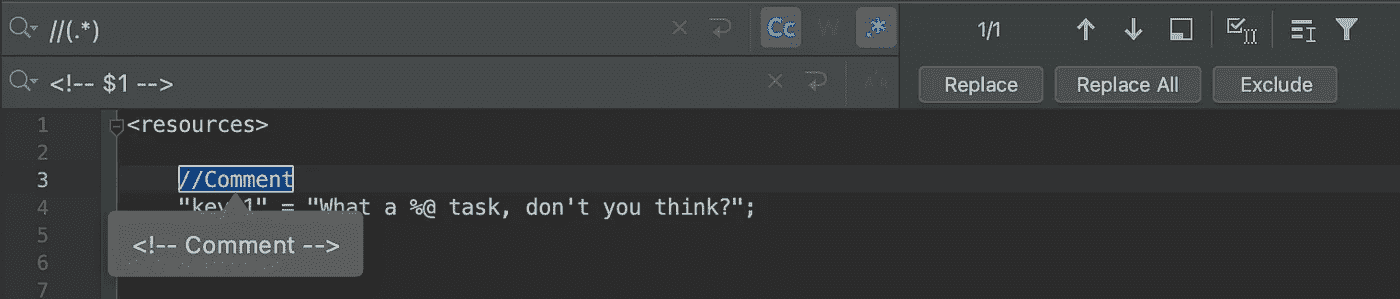 //(.*) Cc W .* 1/1
<!-- $1 --> Replace Replace All Exclude
1 <resources>
2
3 //Comment
4 "key 1" = "What a %@ task, don't you think?";
5 <!-- Comment -->
6
7